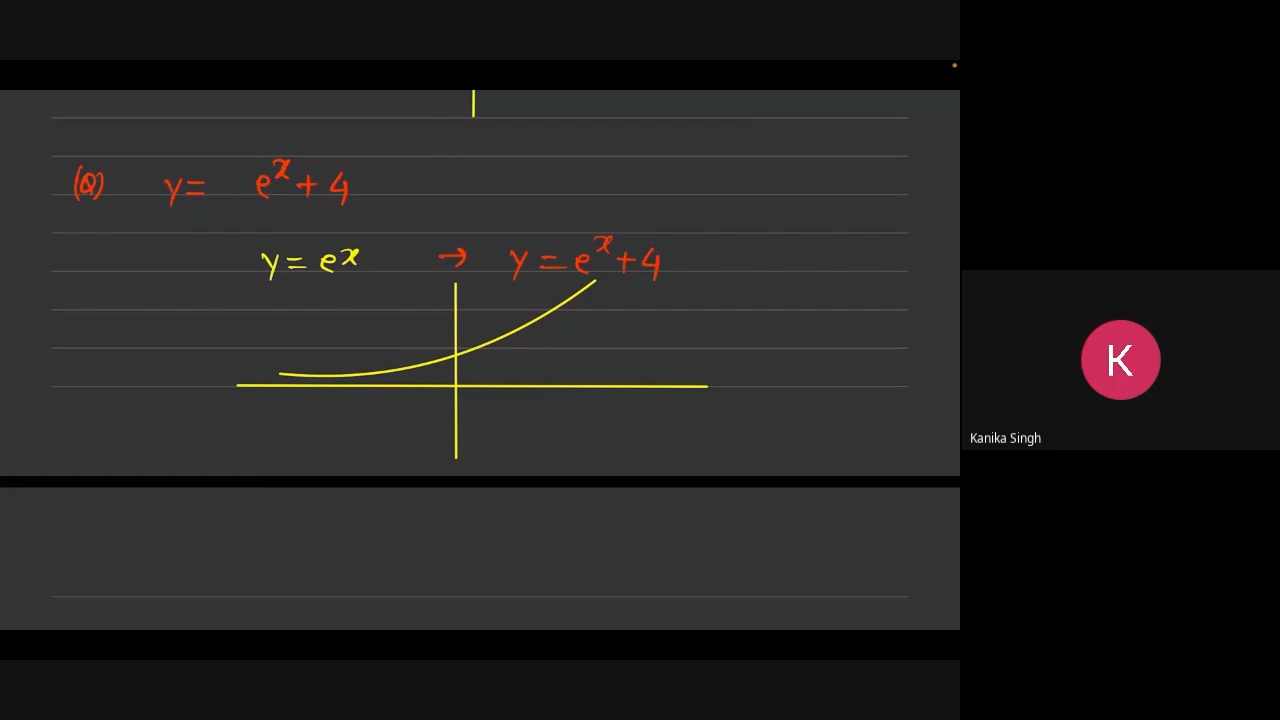 (Q) y = e^x + 4
y = e^x → y = e^x + 4
K
Kanika Singh